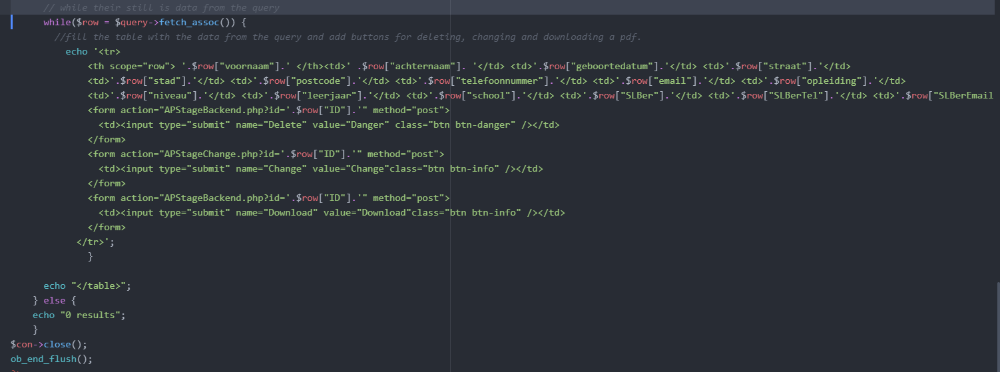 // while their still is data from the query
while($row = $query->fetch_assoc()) {
//fill the table with the data from the query and add buttons for deleting, changing and downloading a pdf.
echo '<tr>
<th scope="row"> '.$row["voornaam"].' </th><td>' .$row["achternaam"]. '</td> <td>'.$row["geboortedatum"].'</td> <td>'.$row["straat"].'</td>
<td>'.$row["stad"].'</td> <td>'.$row["postcode"].'</td> <td>'.$row["telefoonnummer"].'</td> <td>'.$row["email"].'</td> <td>'.$row["opleiding"].'</td>
<td>'.$row["niveau"].'</td> <td>'.$row["leerjaar"].'</td> <td>'.$row["school"].'</td> <td>'.$row["SLBer"].'</td> <td>'.$row["SLBerTel"].'</td> <td>'.$row["SLBerEmail
<form action="APStageBackend.php?id='.$row["ID"].'" method="post">
<td><input type="submit" name="Delete" value="Danger" class="btn btn-danger" /></td>
</form>
<form action="APStageChange.php?id='.$row["ID"].'" method="post">
<td><input type="submit" name="Change" value="Change"class="btn btn-info" /></td>
</form>
<form action="APStageBackend.php?id='.$row["ID"].'" method="post">
<td><input type="submit" name="Download" value="Download"class="btn btn-info" /></td>
</form>
</tr>';
}
echo "</table>";
} else {
echo "0 results";
}
$con->close();
ob_end_flush();